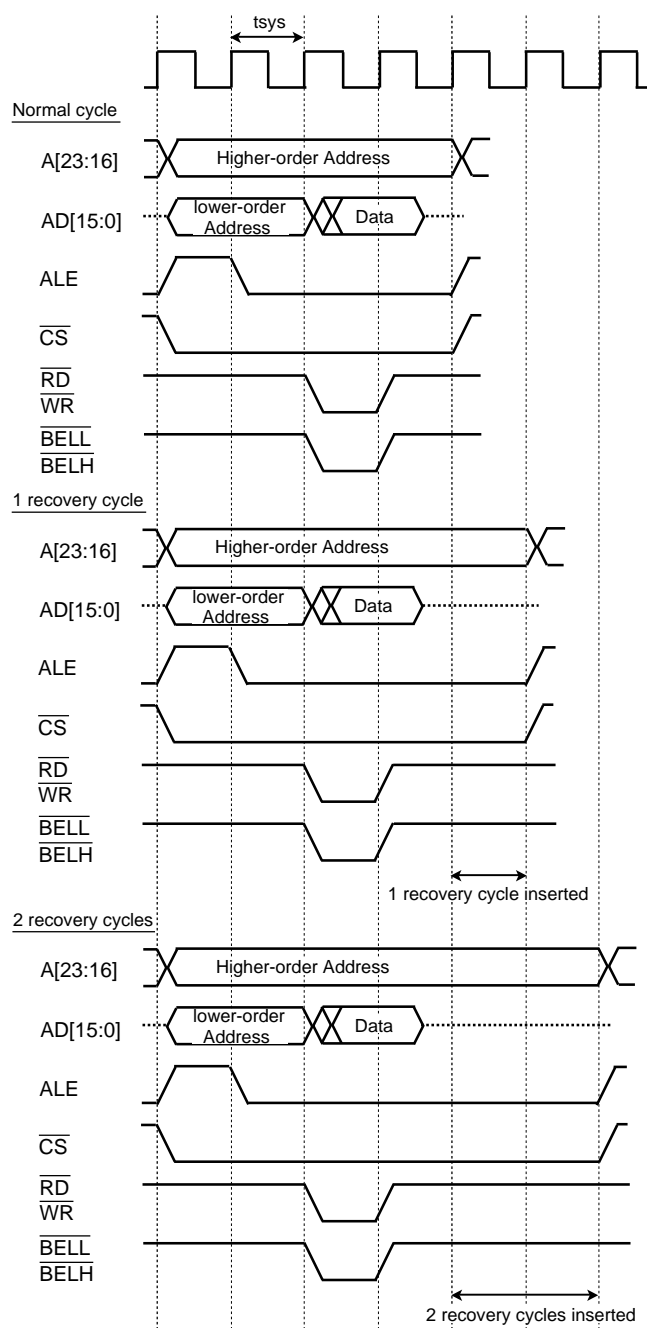 tsys
Normal cycle
A[23:16]
Higher-order Address
AD[15:0]
lower-order
Address
Data
ALE
CS
RD
WR
BELL
BELH
1 recovery cycle
A[23:16]
Higher-order Address
AD[15:0]
lower-order
Address
Data
ALE
CS
RD
WR
BELL
BELH
1 recovery cycle inserted
2 recovery cycles
A[23:16]
Higher-order Address
AD[15:0]
lower-order
Address
Data
ALE
CS
RD
WR
BELL
BELH
2 recovery cycles inserted